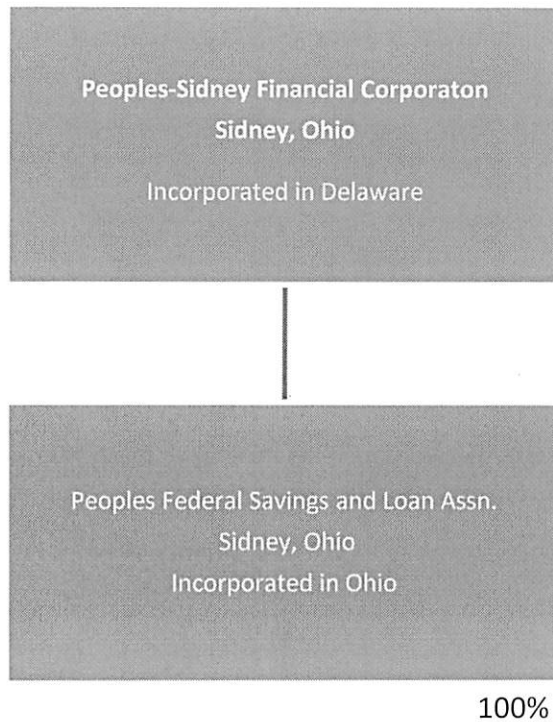 Peoples-Sidney Financial Corporaton
Sidney, Ohio
Incorporated in Delaware
Peoples Federal Savings and Loan Assn.
Sidney, Ohio
Incorporated in Ohio
100%